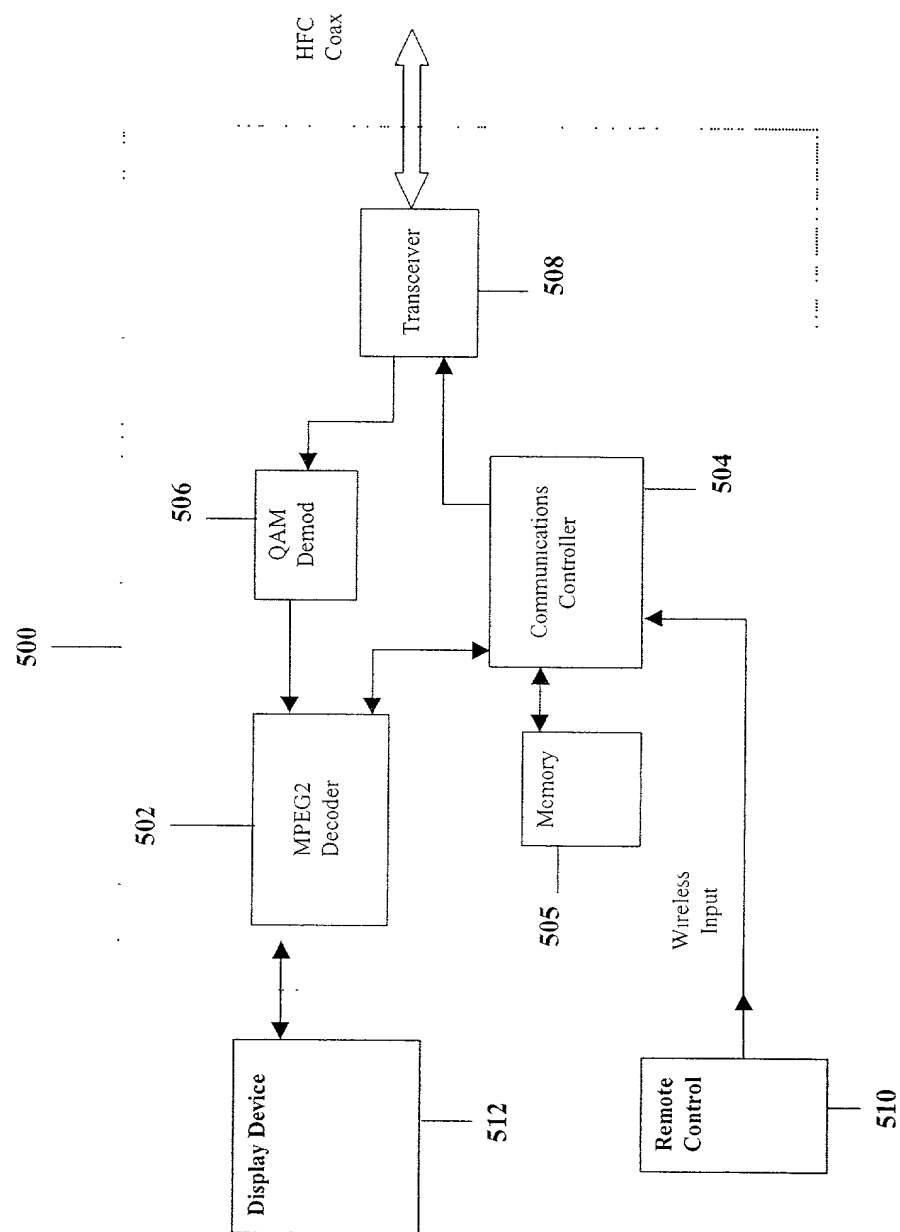 500
502
MPEG2
Decoder
506
QAM
Demod
HFC
Coax
Transceiver
508
Display Device
512
Memory
505
Communications
Controller
504
Wireless
Input
Remote
Control
510